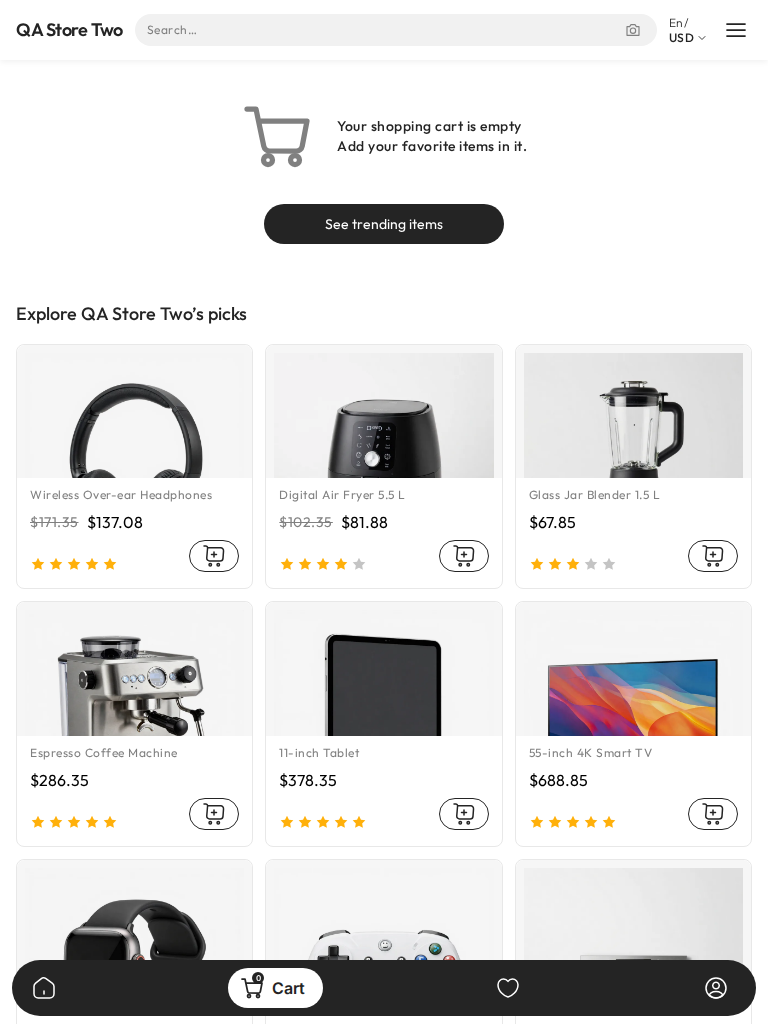 QA Store Two
Search...
En/
USD
Your shopping cart is empty
Add your favorite items in it.
See trending items
Explore QA Store Two's picks
Wireless Over-ear Headphones
$171.35 $137.08
Digital Air Fryer 5.5 L
$102.35 $81.88
Glass Jar Blender 1.5 L
$67.85
Espresso Coffee Machine
$286.35
11-inch Tablet
$378.35
55-inch 4K Smart TV
$688.85
0
Cart